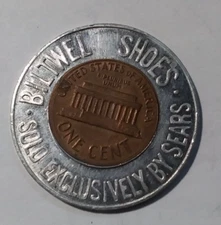 · BILTWEL SHOES ·
SOLD EXCLUSIVELY BY SEARS
UNITED STATES OF AMERICA
ONE CENT